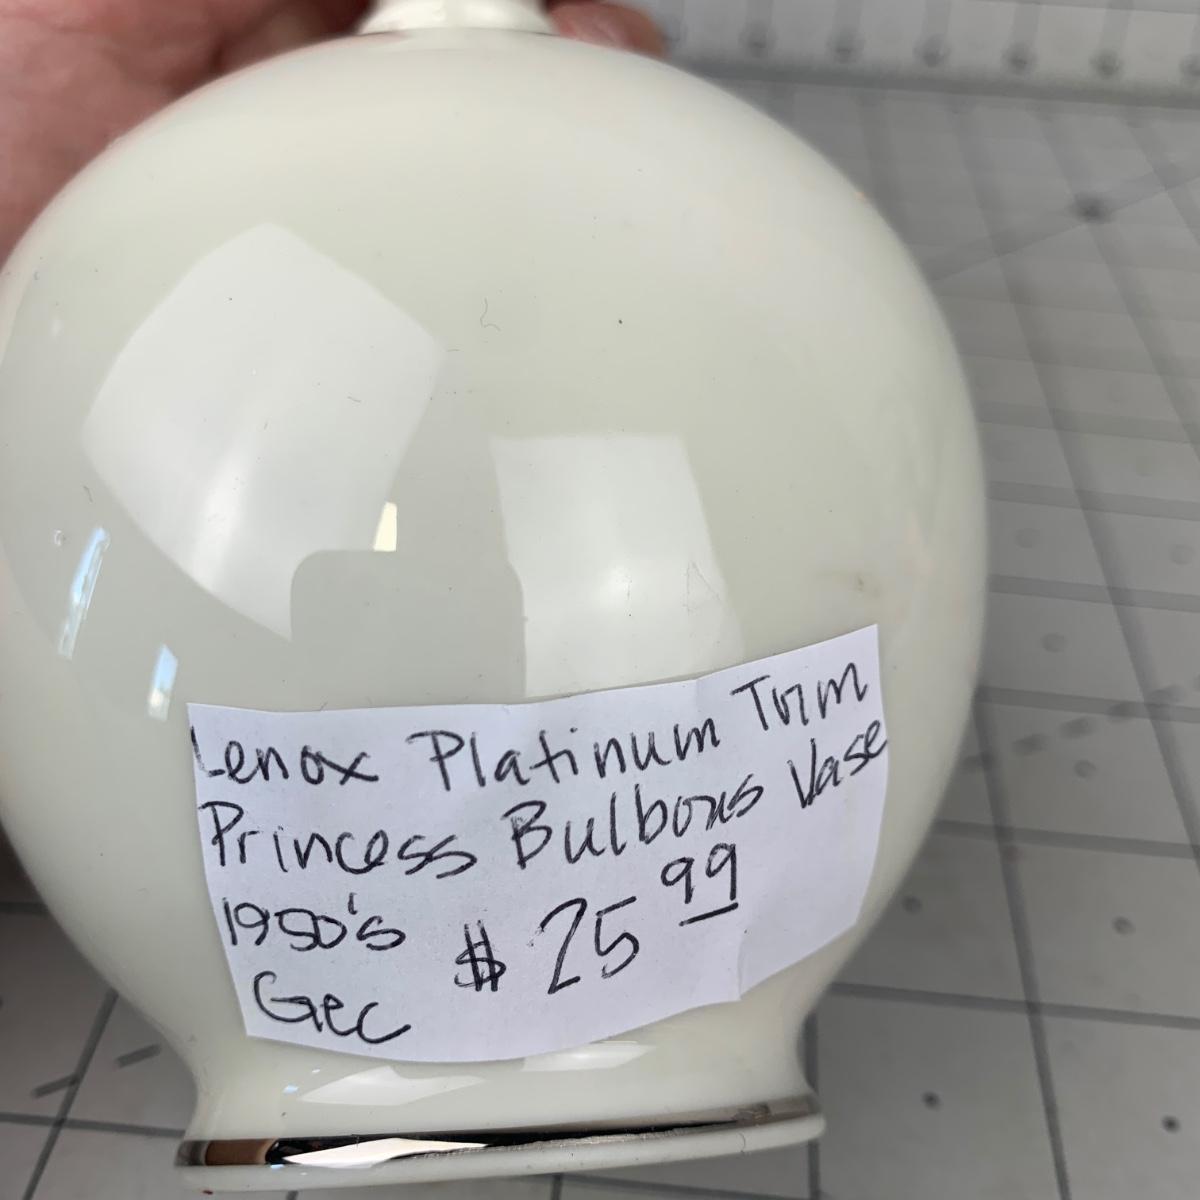 Lenox Platinum Trim
Princess Bulbous Vase
1950's $25.99
Gec